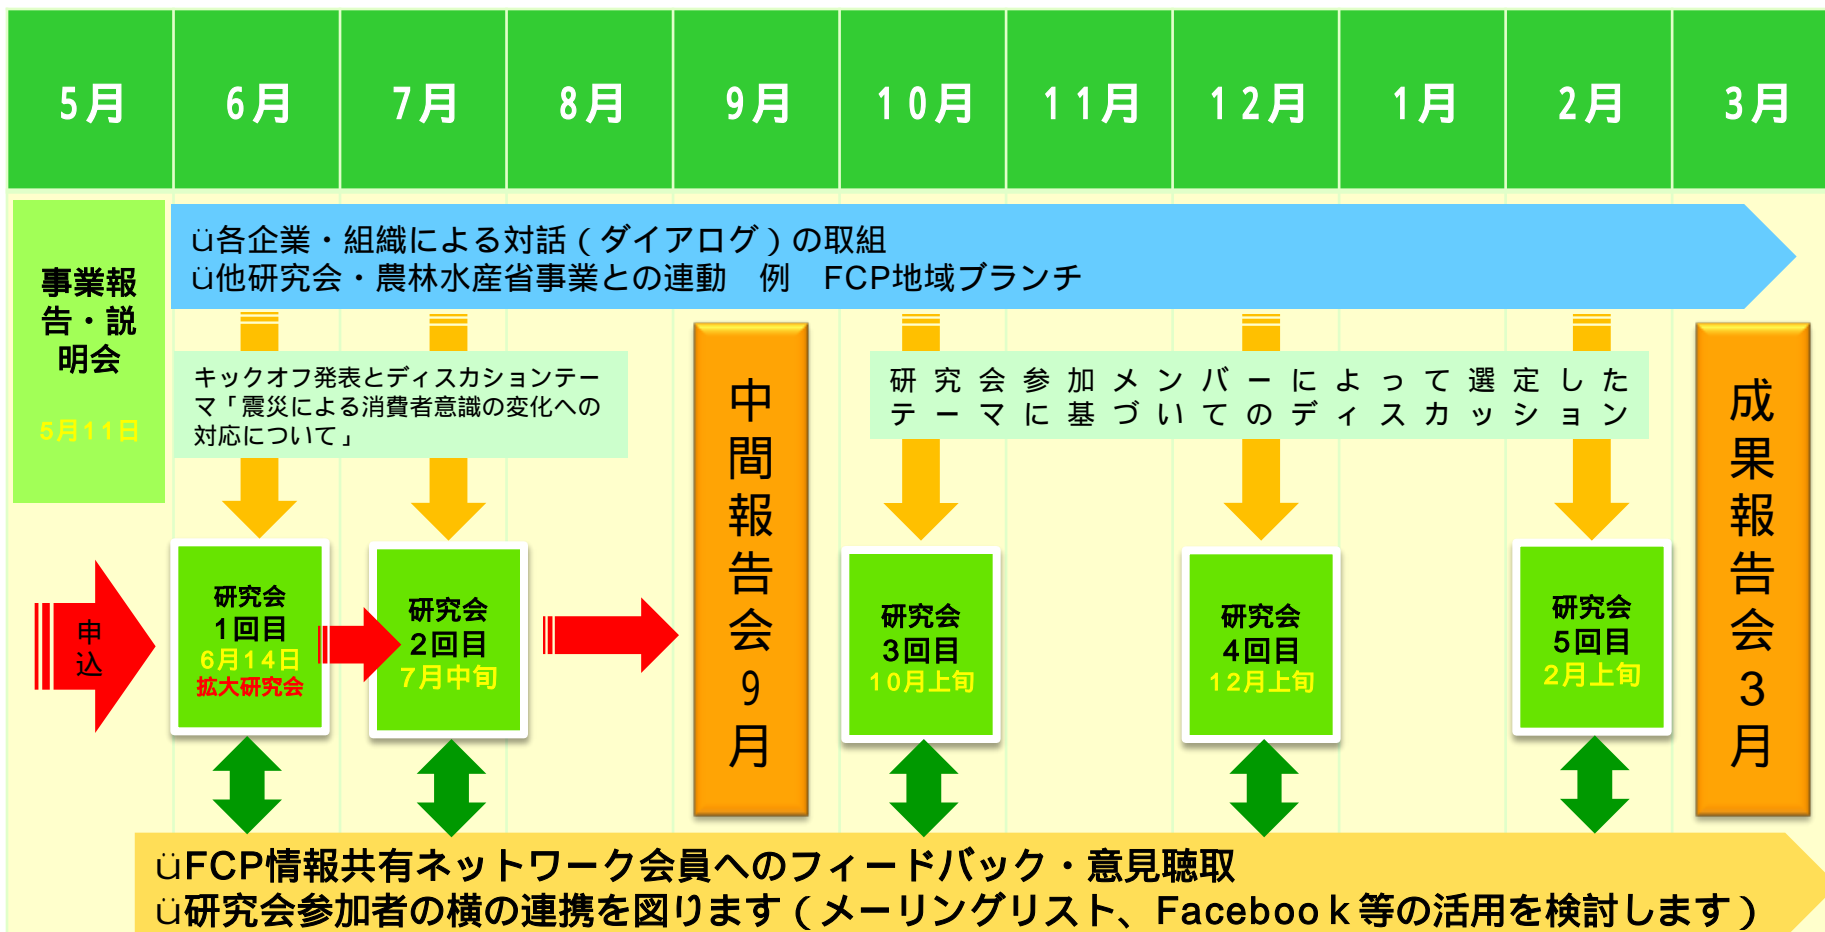 5月 6月 7月 8月 9月 10月 11月 12月 1月 2月 3月
事業報
告・説
明会
5月11日
ü各企業・組織による対話（ダイアログ）の取組
ü他研究会・農林水産省事業との連動　例　FCP地域ブランチ
キックオフ発表とディスカションテー
マ「震災による消費者意識の変化への
対応について」
中間報告会9月
研究会参加メンバーによって選定した
テーマに基づいてのディスカッション
成果報告会3月
申
込
研究会
1回目
6月14日
拡大研究会
研究会
2回目
7月中旬
研究会
3回目
10月上旬
研究会
4回目
12月上旬
研究会
5回目
2月上旬
üFCP情報共有ネットワーク会員へのフィードバック・意見聴取
ü研究会参加者の横の連携を図ります（メーリングリスト、Facebook等の活用を検討します）